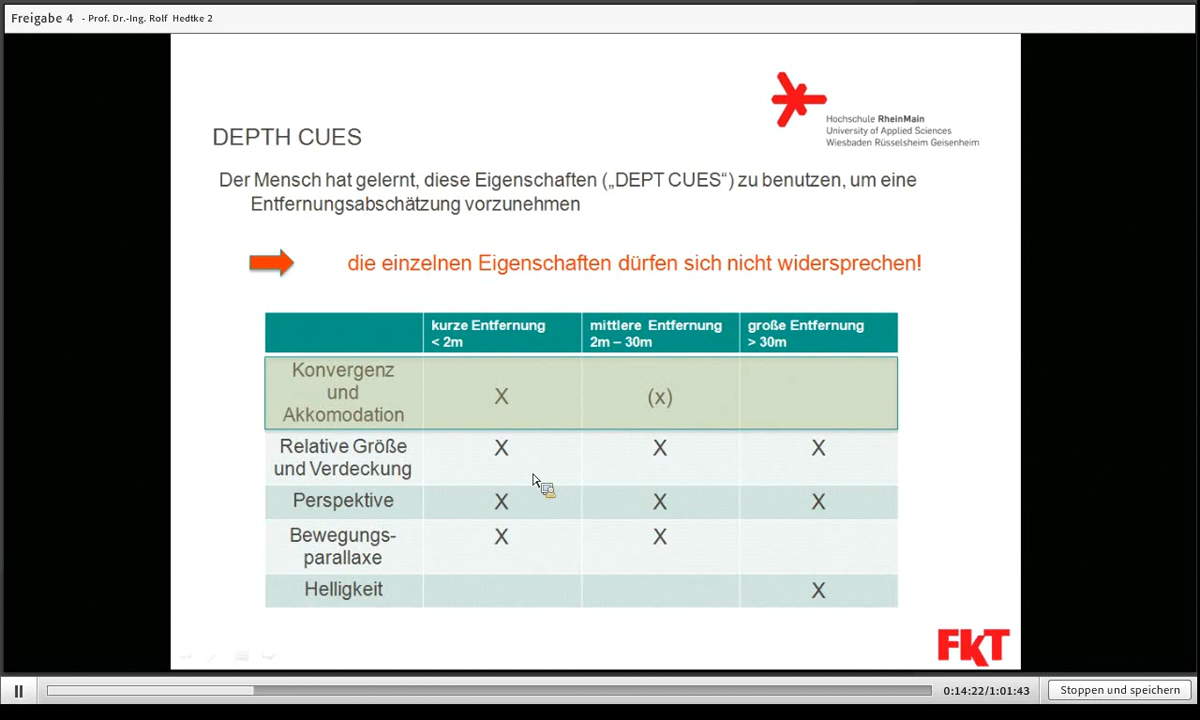 Freigabe 4 - Prof. Dr.-Ing. Rolf Hedtke 2
Hochschule RheinMain
University of Applied Sciences
Wiesbaden Rüsselsheim Geisenheim
DEPTH CUES
Der Mensch hat gelernt, diese Eigenschaften („DEPT CUES“) zu benutzen, um eine
Entfernungsabschätzung vorzunehmen
die einzelnen Eigenschaften dürfen sich nicht widersprechen!
kurze Entfernung mittlere Entfernung große Entfernung
< 2m 2m – 30m > 30m
Konvergenz
und X (x)
Akkomodation
Relative Größe X X X
und Verdeckung
Perspektive X X X
Bewegungs- X X
parallaxe
Helligkeit X
FKT
0:14:22/1:01:43 Stoppen und speichern